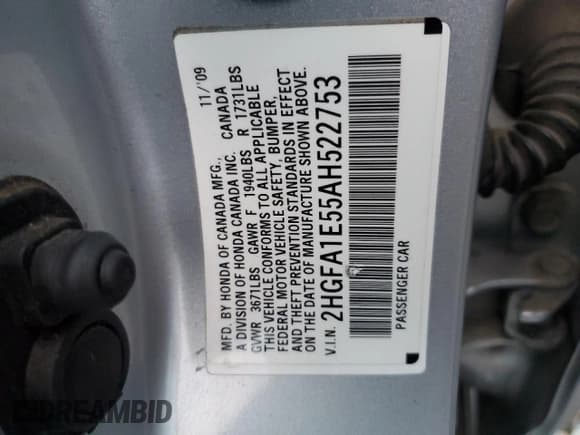 MFD. BY HONDA OF CANADA MFG., 11/'09
A DIVISION OF HONDA CANADA INC. CANADA
GVWR 3671LBS GAWR F 1940LBS R 1731LBS
THIS VEHICLE CONFORMS TO ALL APPLICABLE
FEDERAL MOTOR VEHICLE SAFETY, BUMPER,
AND THEFT PREVENTION STANDARDS IN EFFECT
ON THE DATE OF MANUFACTURE SHOWN ABOVE.
V.I.N. 2HGFA1E55AH522753
PASSENGER CAR
DREAMBID